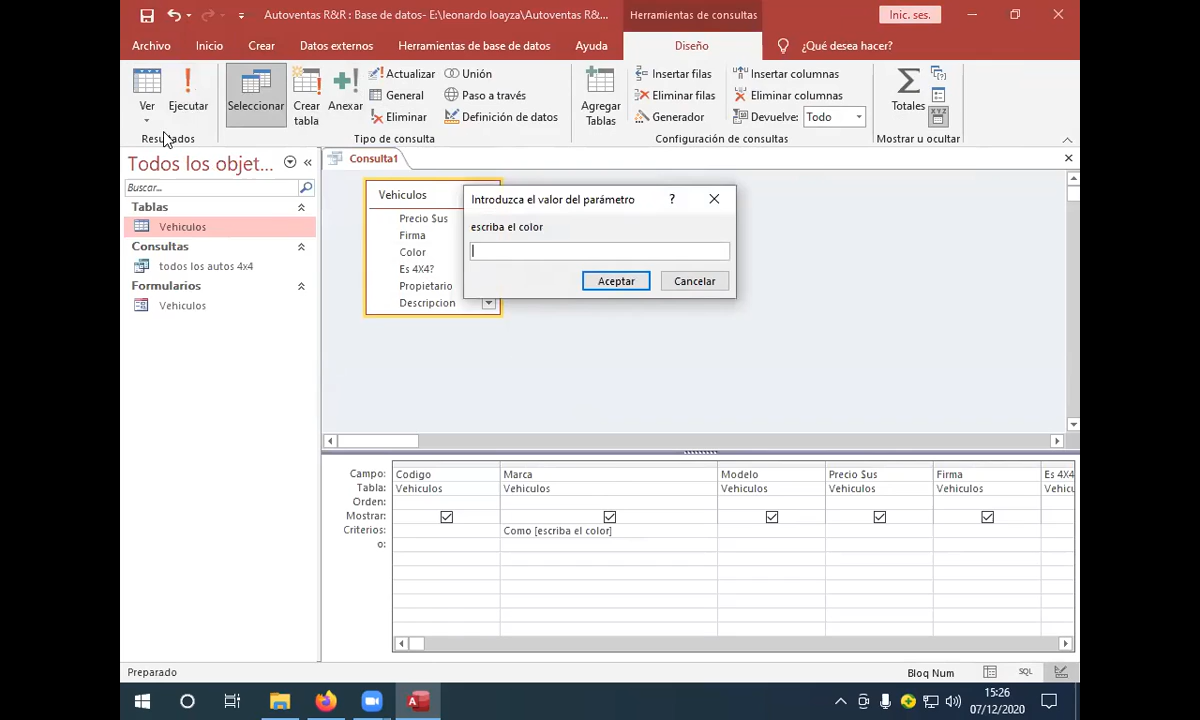 Autoventas R&R : Base de datos- E:\leonardo loayza\Autoventas R&...
Herramientas de consultas
Inic. ses.
Archivo
Inicio
Crear
Datos externos
Herramientas de base de datos
Ayuda
Diseño
¿Qué desea hacer?
Ver
Ejecutar
Seleccionar
Crear tabla
Anexar
Actualizar
General
Eliminar
Unión
Paso a través
Definición de datos
Agregar Tablas
Insertar filas
Eliminar filas
Generador
Insertar columnas
Eliminar columnas
Devuelve:
Todo
Totales
Resultados
Tipo de consulta
Configuración de consultas
Mostrar u ocultar
Todos los objet...
Buscar...
Tablas
Vehiculos
Consultas
todos los autos 4x4
Formularios
Vehiculos
Consulta1
Vehiculos
Precio $us
Firma
Color
Es 4X4?
Propietario
Descripcion
Introduzca el valor del parámetro
?
escriba el color
Aceptar
Cancelar
Campo: Codigo Marca Modelo Precio $us Firma Es 4X4
Tabla: Vehiculos Vehiculos Vehiculos Vehiculos Vehiculos Vehicu
Orden:
Mostrar:
Criterios: Como [escriba el color]
o:
Preparado
Bloq Num
SQL
15:26
07/12/2020